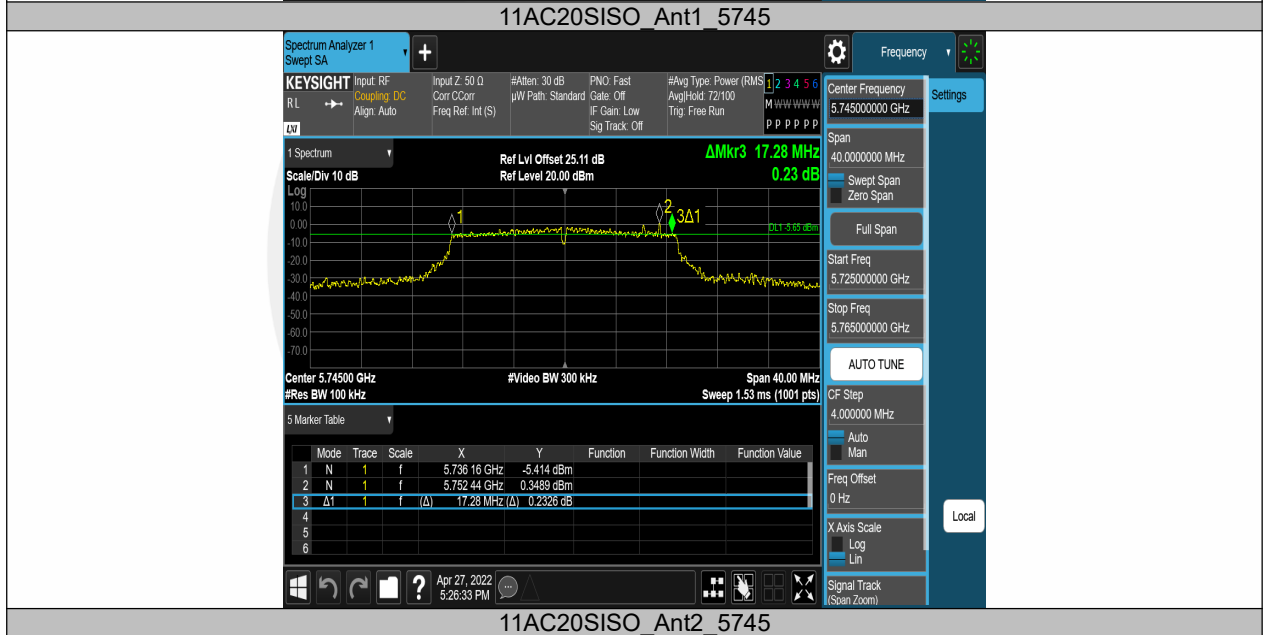 11AC20SISO_Ant1_5745
Spectrum Analyzer 1
Swept SA
+
Frequency
KEYSIGHT
RL
LXI
Input: RF
Coupling: DC
Align: Auto
Input Z: 50 Ω
Corr CCorr
Freq Ref: Int (S)
#Atten: 30 dB
µW Path: Standard
PNO: Fast
Gate: Off
IF Gain: Low
Sig Track: Off
#Avg Type: Power (RMS
Avg|Hold: 72/100
Trig: Free Run
1 2 3 4 5 6
M W W W W W
P P P P P P
1 Spectrum
Scale/Div 10 dB
Ref Lvl Offset 25.11 dB
Ref Level 20.00 dBm
ΔMkr3 17.28 MHz
0.23 dB
Log
10.0
0.00
-10.0
-20.0
-30.0
-40.0
-50.0
-60.0
-70.0
1
2
3Δ1
DL1 -5.65 dBm
Center 5.74500 GHz
#Res BW 100 kHz
#Video BW 300 kHz
Span 40.00 MHz
Sweep 1.53 ms (1001 pts)
5 Marker Table
Mode Trace Scale X Y Function Function Width Function Value
1 N 1 f 5.736 16 GHz -5.414 dBm
2 N 1 f 5.752 44 GHz 0.3489 dBm
3 Δ1 1 f (Δ) 17.28 MHz (Δ) 0.2326 dB
4
5
6
?
Apr 27, 2022
5:26:33 PM
Center Frequency
5.745000000 GHz
Span
40.0000000 MHz
Swept Span
Zero Span
Full Span
Start Freq
5.725000000 GHz
Stop Freq
5.765000000 GHz
AUTO TUNE
CF Step
4.000000 MHz
Auto
Man
Freq Offset
0 Hz
X Axis Scale
Log
Lin
Signal Track
(Span Zoom)
Settings
Local
11AC20SISO_Ant2_5745